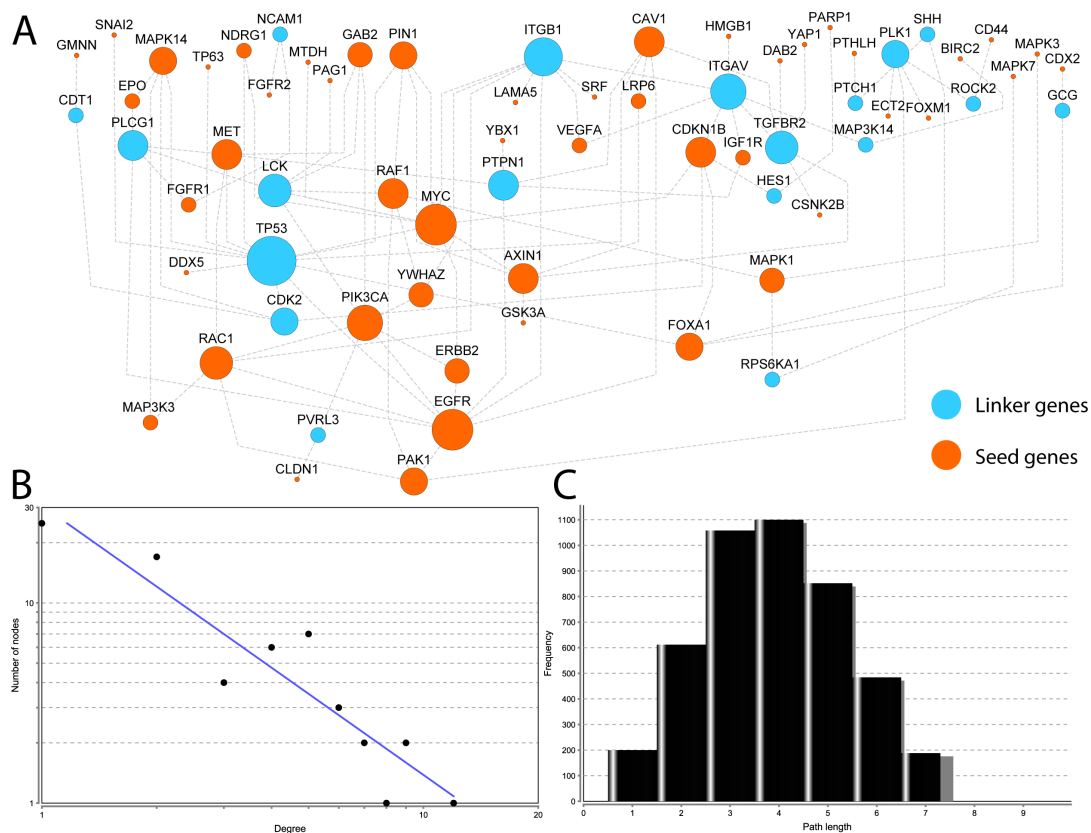 A
SNAI2
GMNN
MAPK14
TP63
NDRG1
NCAM1
MTDH
GAB2
PIN1
ITGB1
CAV1
HMGB1
PARP1
YAP1
DAB2
PTHLH
PLK1
SHH
BIRC2
CD44
MAPK3
CDX2
MAPK7
FGFR2
PAG1
ITGAV
EPO
CDT1
PLCG1
LAMA5
SRF
LRP6
PTCH1
ECT2
FOXM1
ROCK2
GCG
MET
LCK
YBX1
PTPN1
VEGFA
CDKN1B
IGF1R
TGFBR2
MAP3K14
FGFR1
RAF1
MYC
HES1
CSNK2B
TP53
DDX5
YWHAZ
AXIN1
MAPK1
CDK2
PIK3CA
GSK3A
FOXA1
RAC1
ERBB2
RPS6KA1
MAP3K3
PVRL3
EGFR
Linker genes
CLDN1
PAK1
Seed genes
B
30
10
1
Number of nodes
1
10
20
Degree
C
1100
1000
900
800
700
600
500
400
300
200
100
0
Frequency
0 1 2 3 4 5 6 7 8 9
Path length